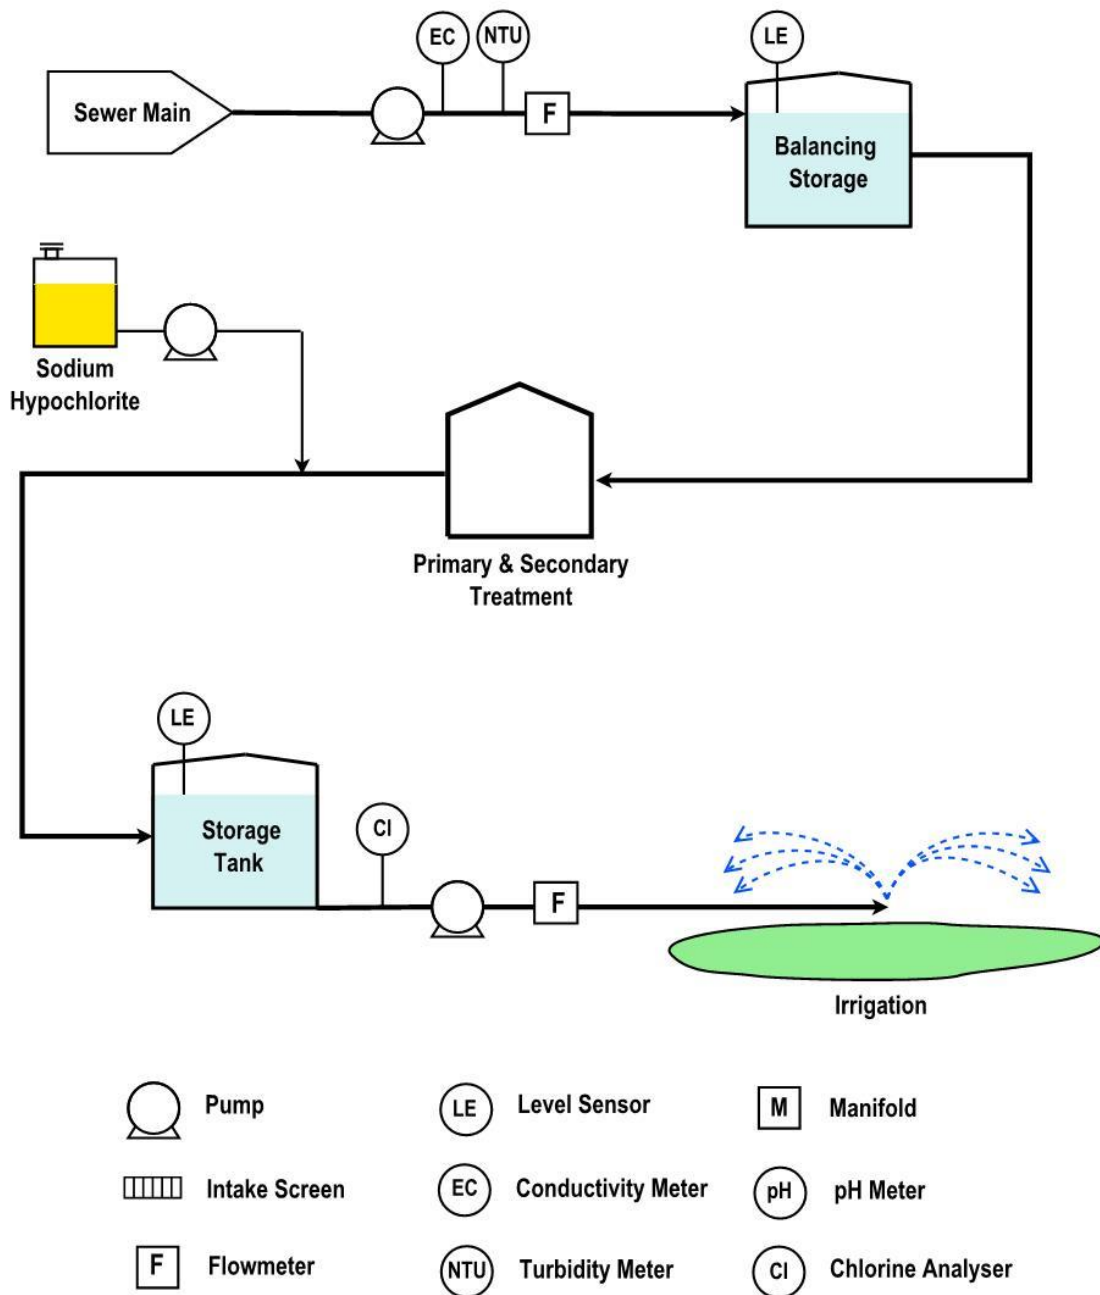 EC
NTU
LE
Sewer Main
F
Balancing
Storage
Sodium
Hypochlorite
Primary & Secondary
Treatment
LE
Storage
Tank
Cl
F
Irrigation
Pump
LE
Level Sensor
M
Manifold
Intake Screen
EC
Conductivity Meter
pH
pH Meter
F
Flowmeter
NTU
Turbidity Meter
Cl
Chlorine Analyser